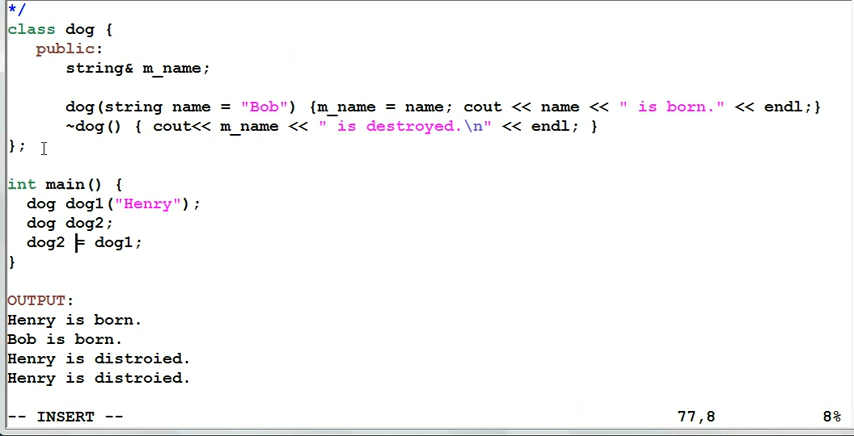 */
class dog {
   public:
      string& m_name;

      dog(string name = "Bob") {m_name = name; cout << name << " is born." << endl;}
      ~dog() { cout<< m_name << " is destroyed.\n" << endl; }
};

int main() {
  dog dog1("Henry");
  dog dog2;
  dog2 = dog1;
}

OUTPUT:
Henry is born.
Bob is born.
Henry is distroied.
Henry is distroied.

-- INSERT -- 77,8 8%